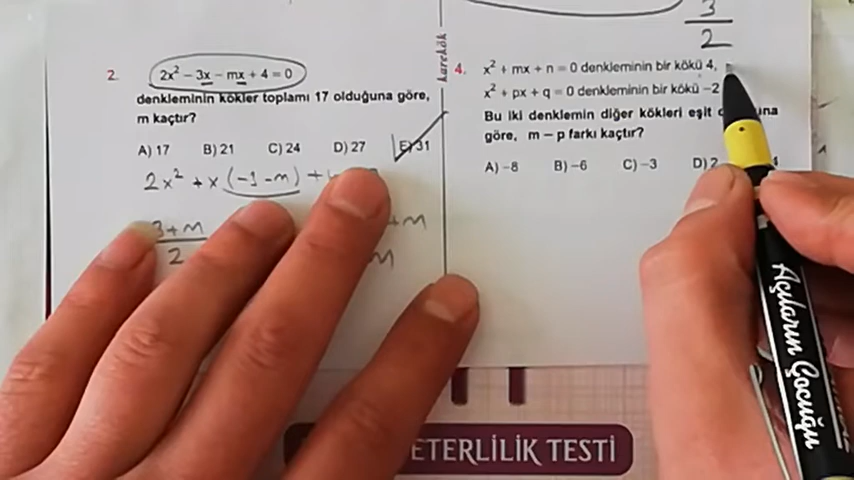 2. 2x² − 3x − mx + 4 = 0
denkleminin kökler toplamı 17 olduğuna göre,
m kaçtır?
A) 17 B) 21 C) 24 D) 27 E) 31
2x² + x (-1-m) +
3+m
2
+m
m
karekök
3
2
4. x² + mx + n = 0 denkleminin bir kökü 4,
x² + px + q = 0 denkleminin bir kökü −2
Bu iki denklemin diğer kökleri eşit
göre, m − p farkı kaçtır?
A) −8 B) −6 C) −3 D) 2
ETERLİLİK TESTİ
Açıların Çocuğu